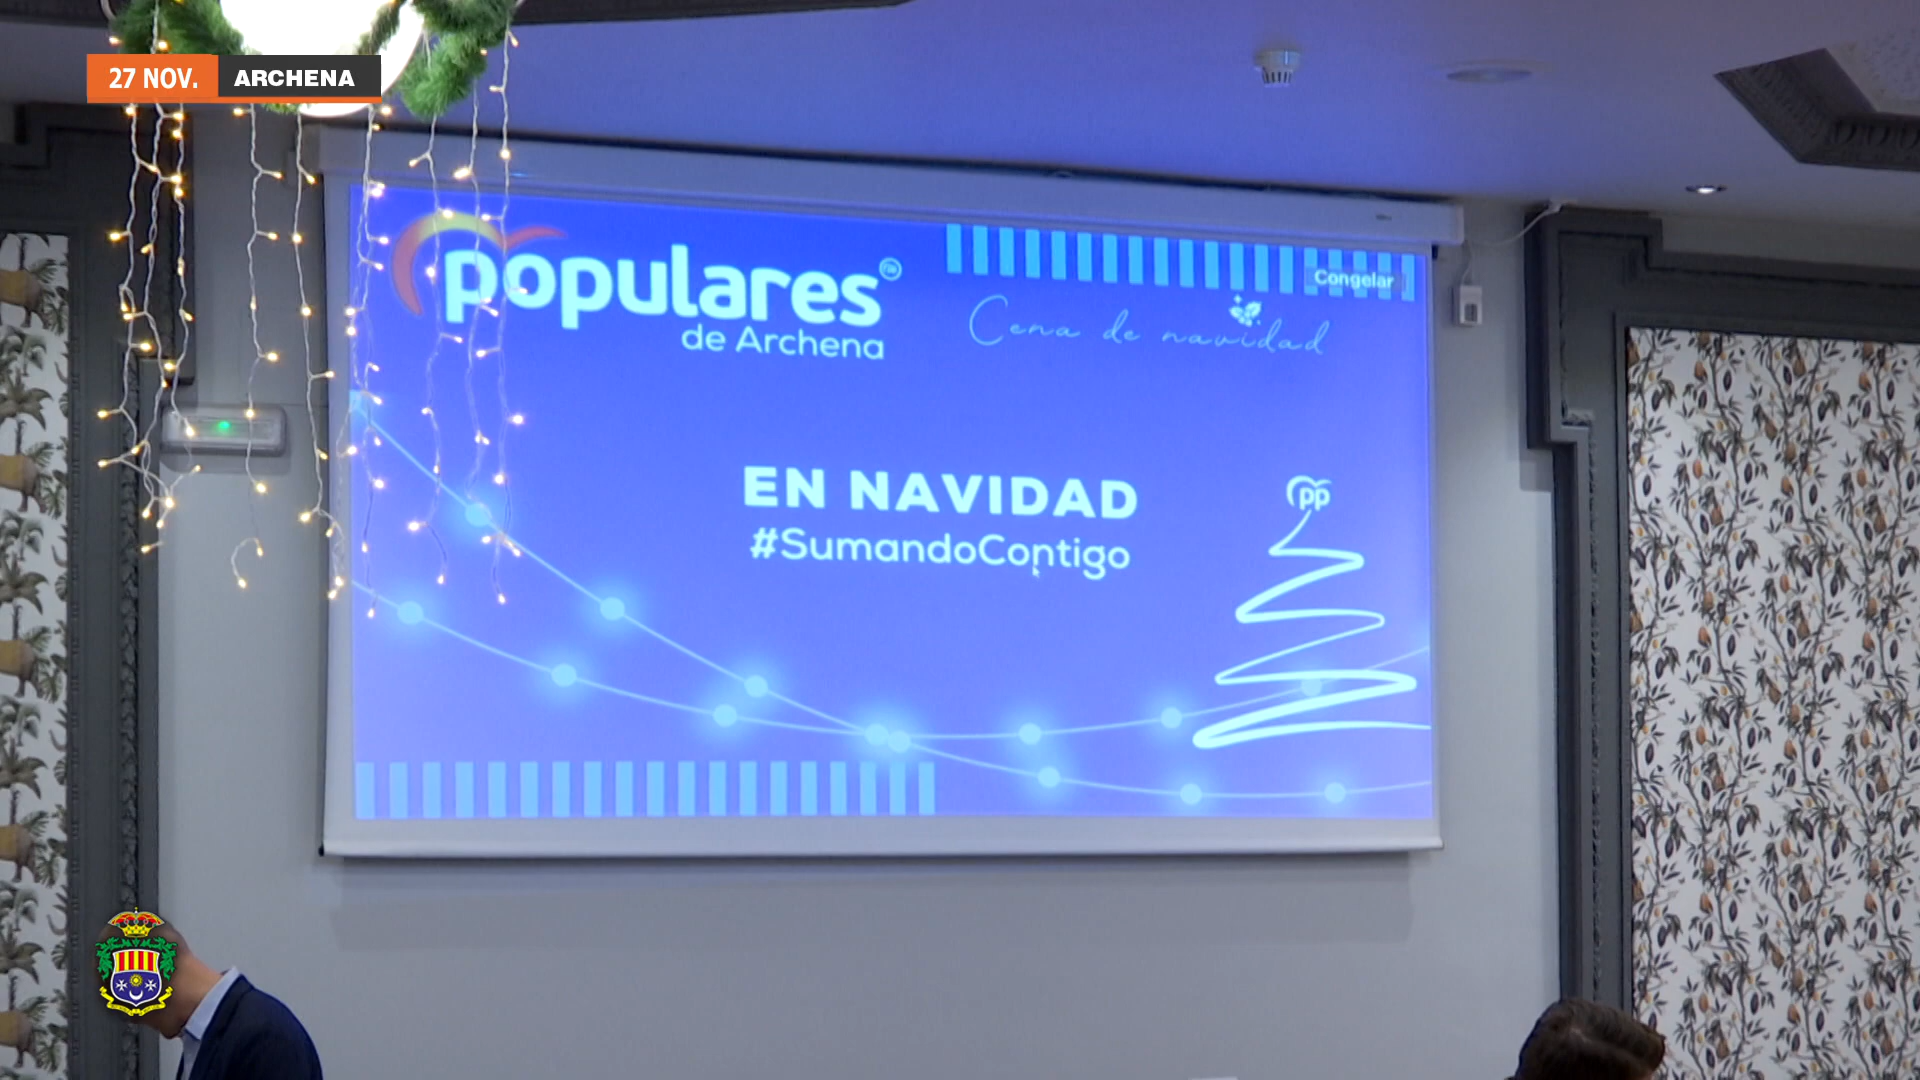 27 NOV. ARCHENA
populares
de Archena
Congelar
Cena de navidad
EN NAVIDAD
#SumandoContigo
pp